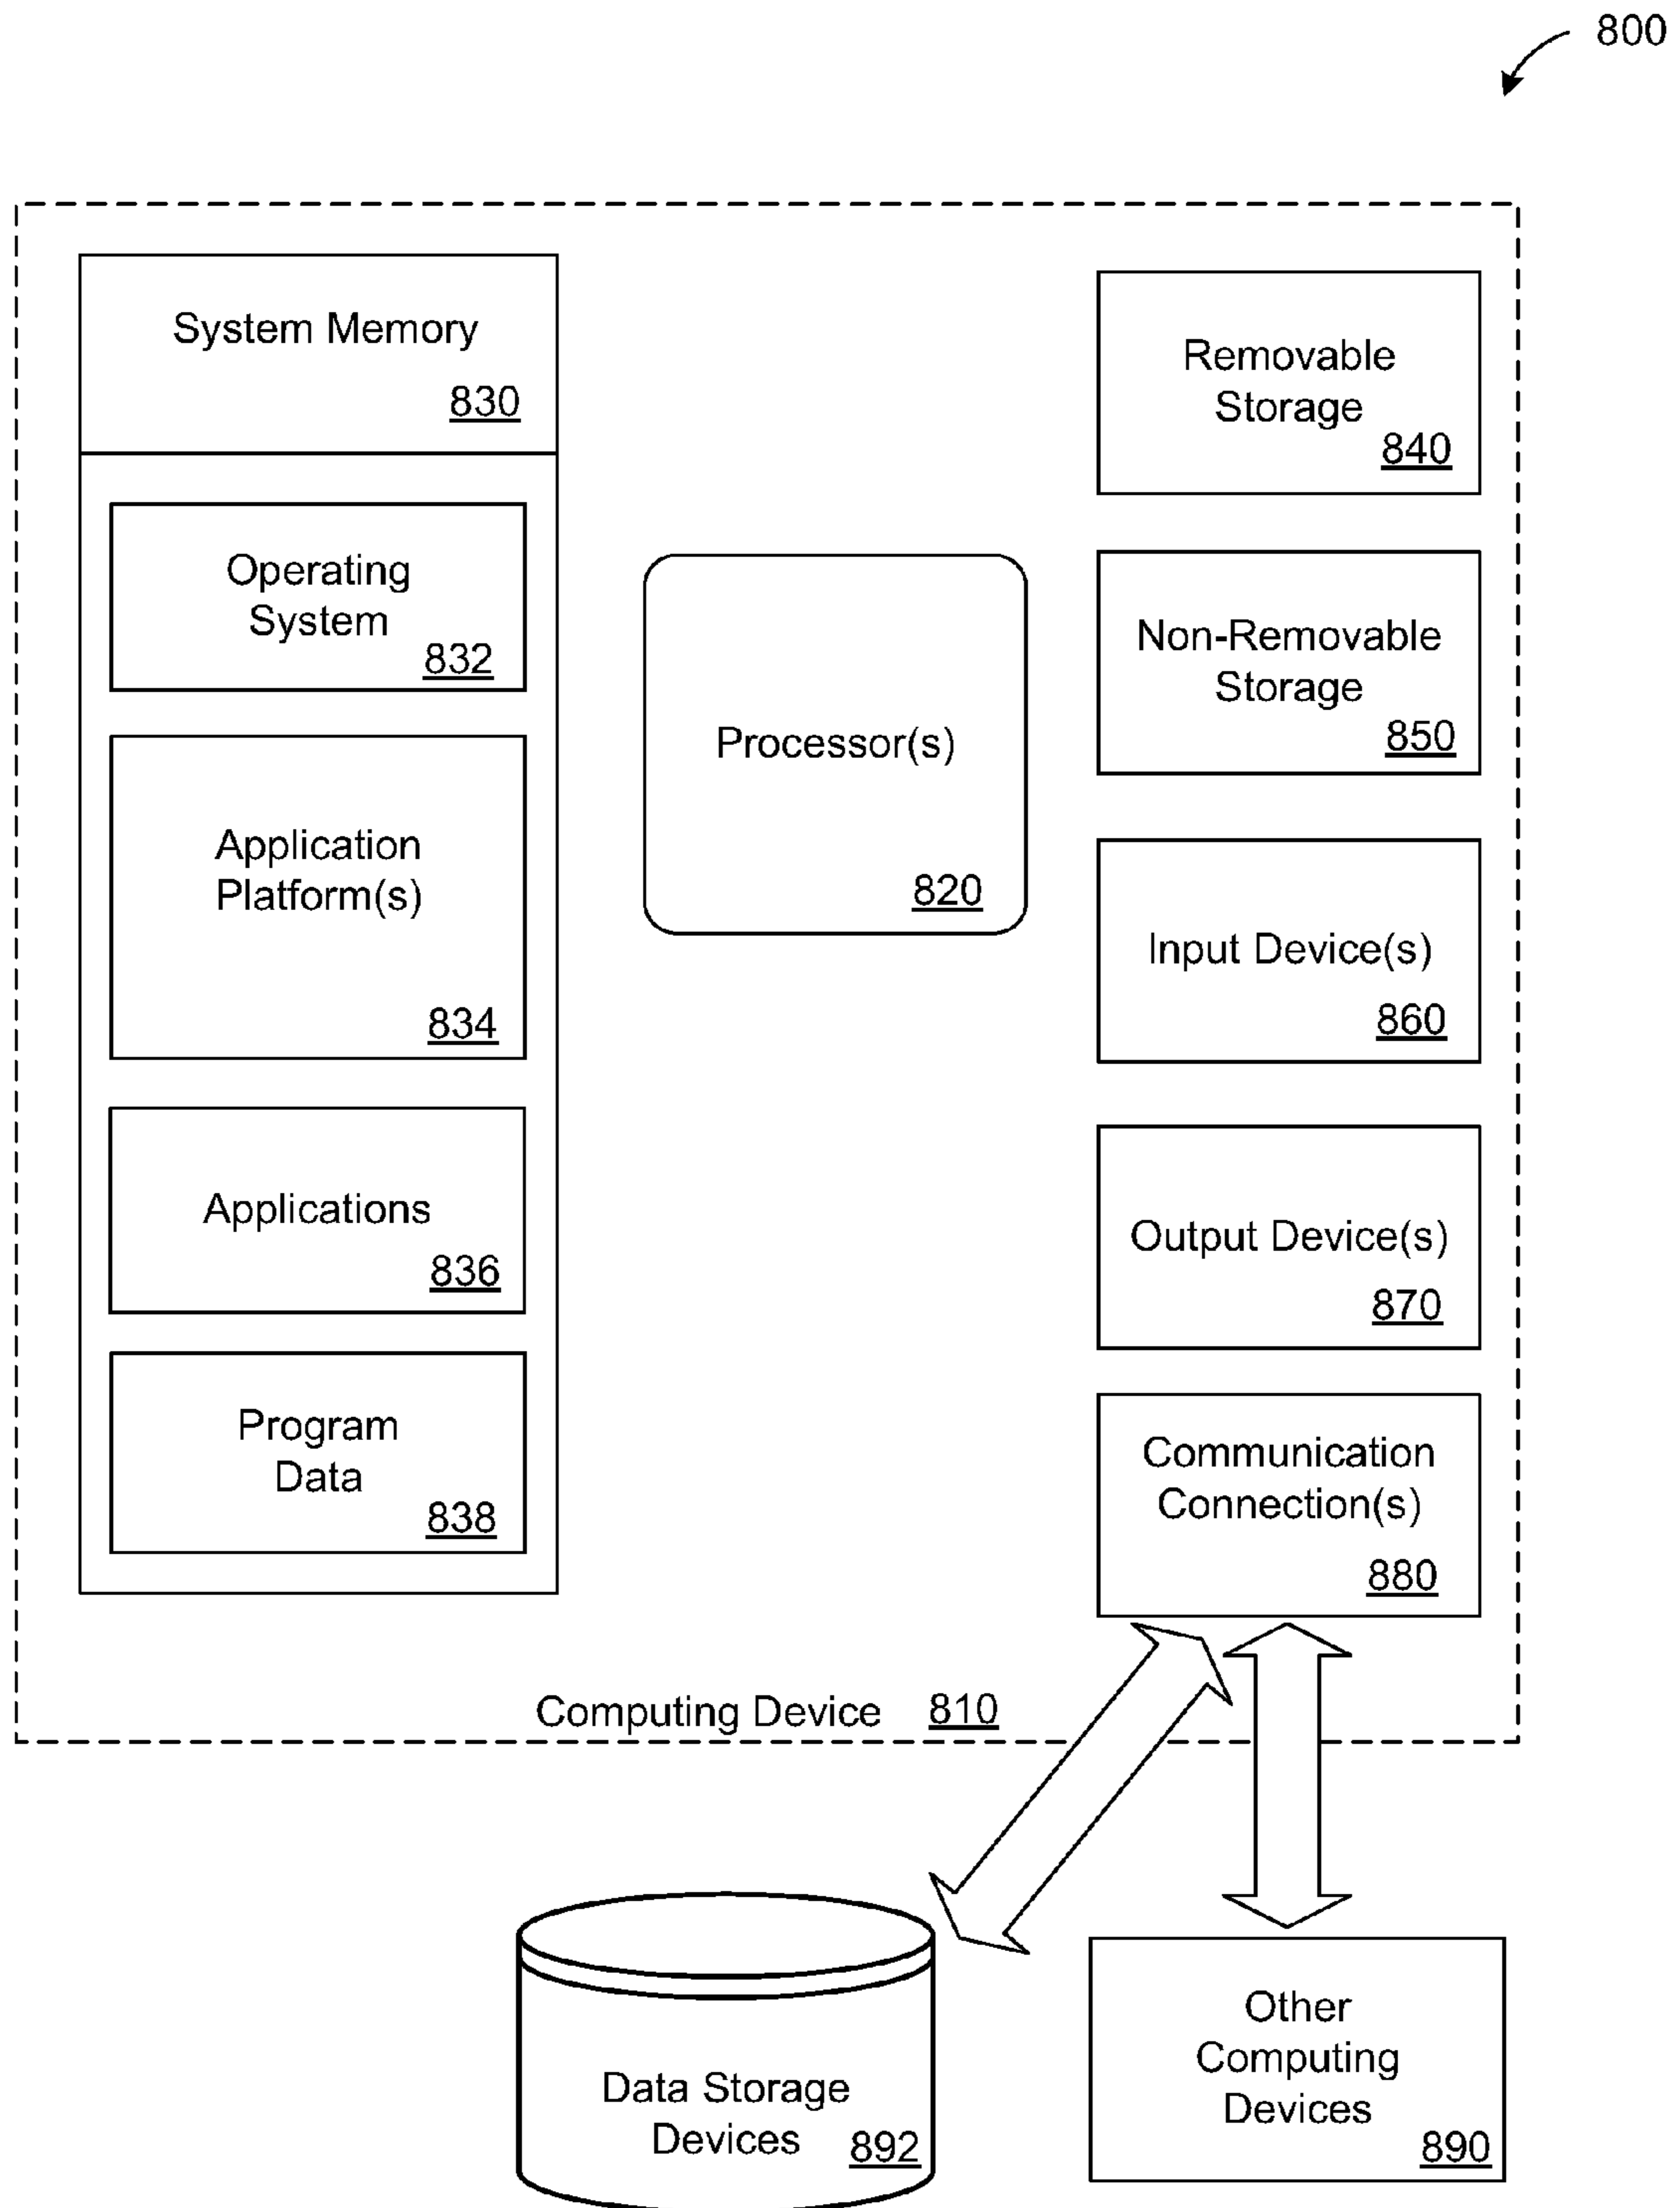 800
System Memory
830
Operating
System
832
Application
Platform(s)
834
Applications
836
Program
Data
838
Processor(s)
820
Removable
Storage
840
Non-Removable
Storage
850
Input Device(s)
860
Output Device(s)
870
Communication
Connection(s)
880
Computing Device 810
Data Storage
Devices
892
Other
Computing
Devices
890